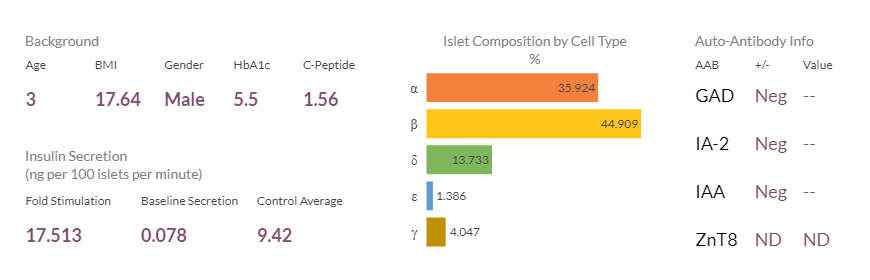 Background
Age BMI Gender HbA1c C-Peptide
3 17.64 Male 5.5 1.56
Insulin Secretion
(ng per 100 islets per minute)
Fold Stimulation Baseline Secretion Control Average
17.513 0.078 9.42
Islet Composition by Cell Type
%
α 35.924
β 44.909
δ 13.733
ε 1.386
γ 4.047
Auto-Antibody Info
AAB +/- Value
GAD Neg --
IA-2 Neg --
IAA Neg --
ZnT8 ND ND